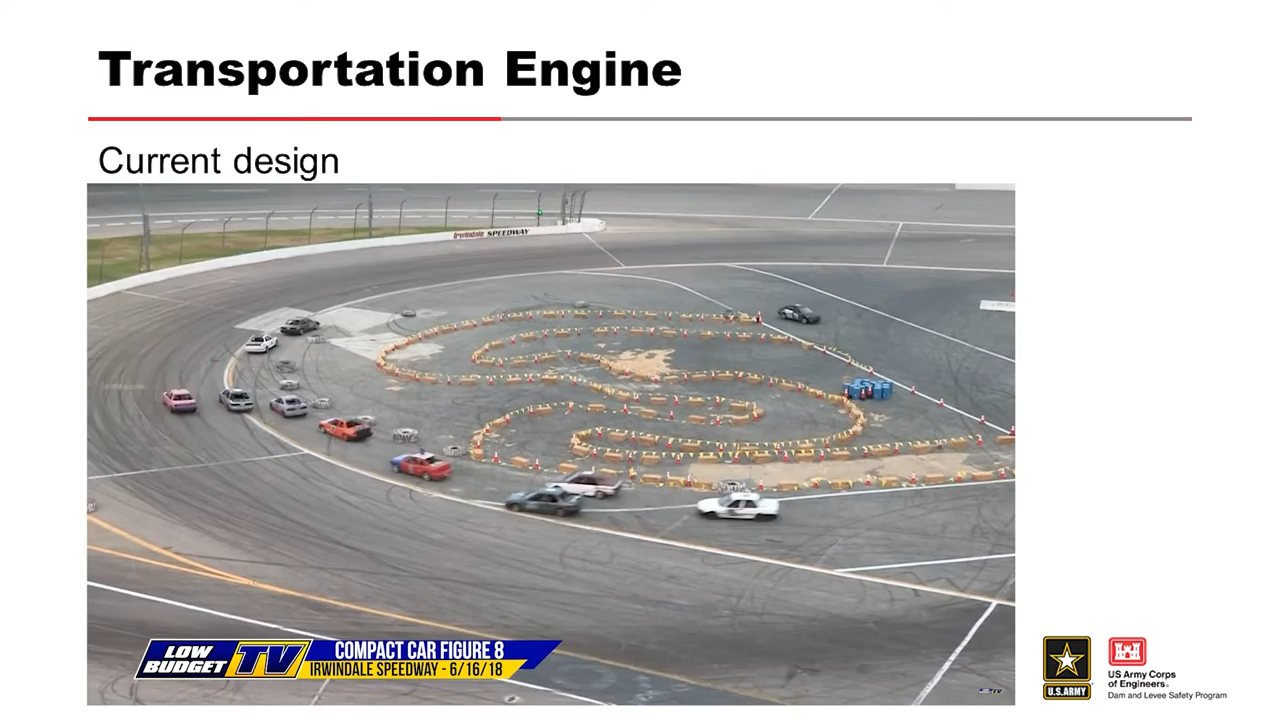 Transportation Engine
Current design
Irwindale SPEEDWAY
LOW
BUDGET
TV
COMPACT CAR FIGURE 8
IRWINDALE SPEEDWAY - 6/16/18
U.S. ARMY
US Army Corps
of Engineers®
Dam and Levee Safety Program